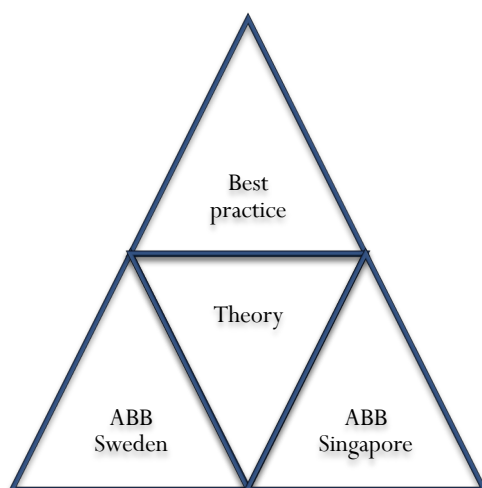 Best
practice
Theory
ABB
Sweden
ABB
Singapore